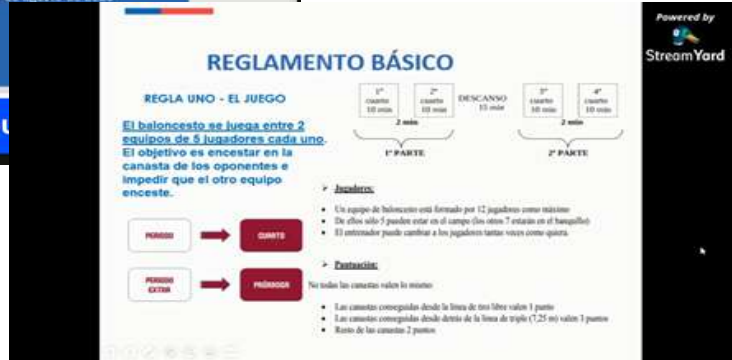 Powered by
StreamYard
REGLAMENTO BÁSICO
REGLA UNO - EL JUEGO
El baloncesto se juega entre 2
equipos de 5 jugadores cada uno.
El objetivo es encestar en la
canasta de los oponentes e
impedir que el otro equipo
enceste.
1º cuarto 10 min
2º cuarto 10 min
DESCANSO 15 min
3º cuarto 10 min
4º cuarto 10 min
2 min
2 min
1ª PARTE
2ª PARTE
PERIODO
CUARTO
PERIODO EXTRA
PRÓRROGA
Jugadores:
Un equipo de baloncesto está formado por 12 jugadores como máximo
De ellos sólo 5 pueden estar en el campo (los otros 7 estarán en el banquillo)
El entrenador puede cambiar a los jugadores tantas veces como quiera.
Puntuación:
No todas las canastas valen lo mismo
Las canastas conseguidas desde la línea de tiro libre valen 1 punto
Las canastas conseguidas desde detrás de la línea de triple (7,25 m) valen 3 puntos
Resto de las canastas 2 puntos